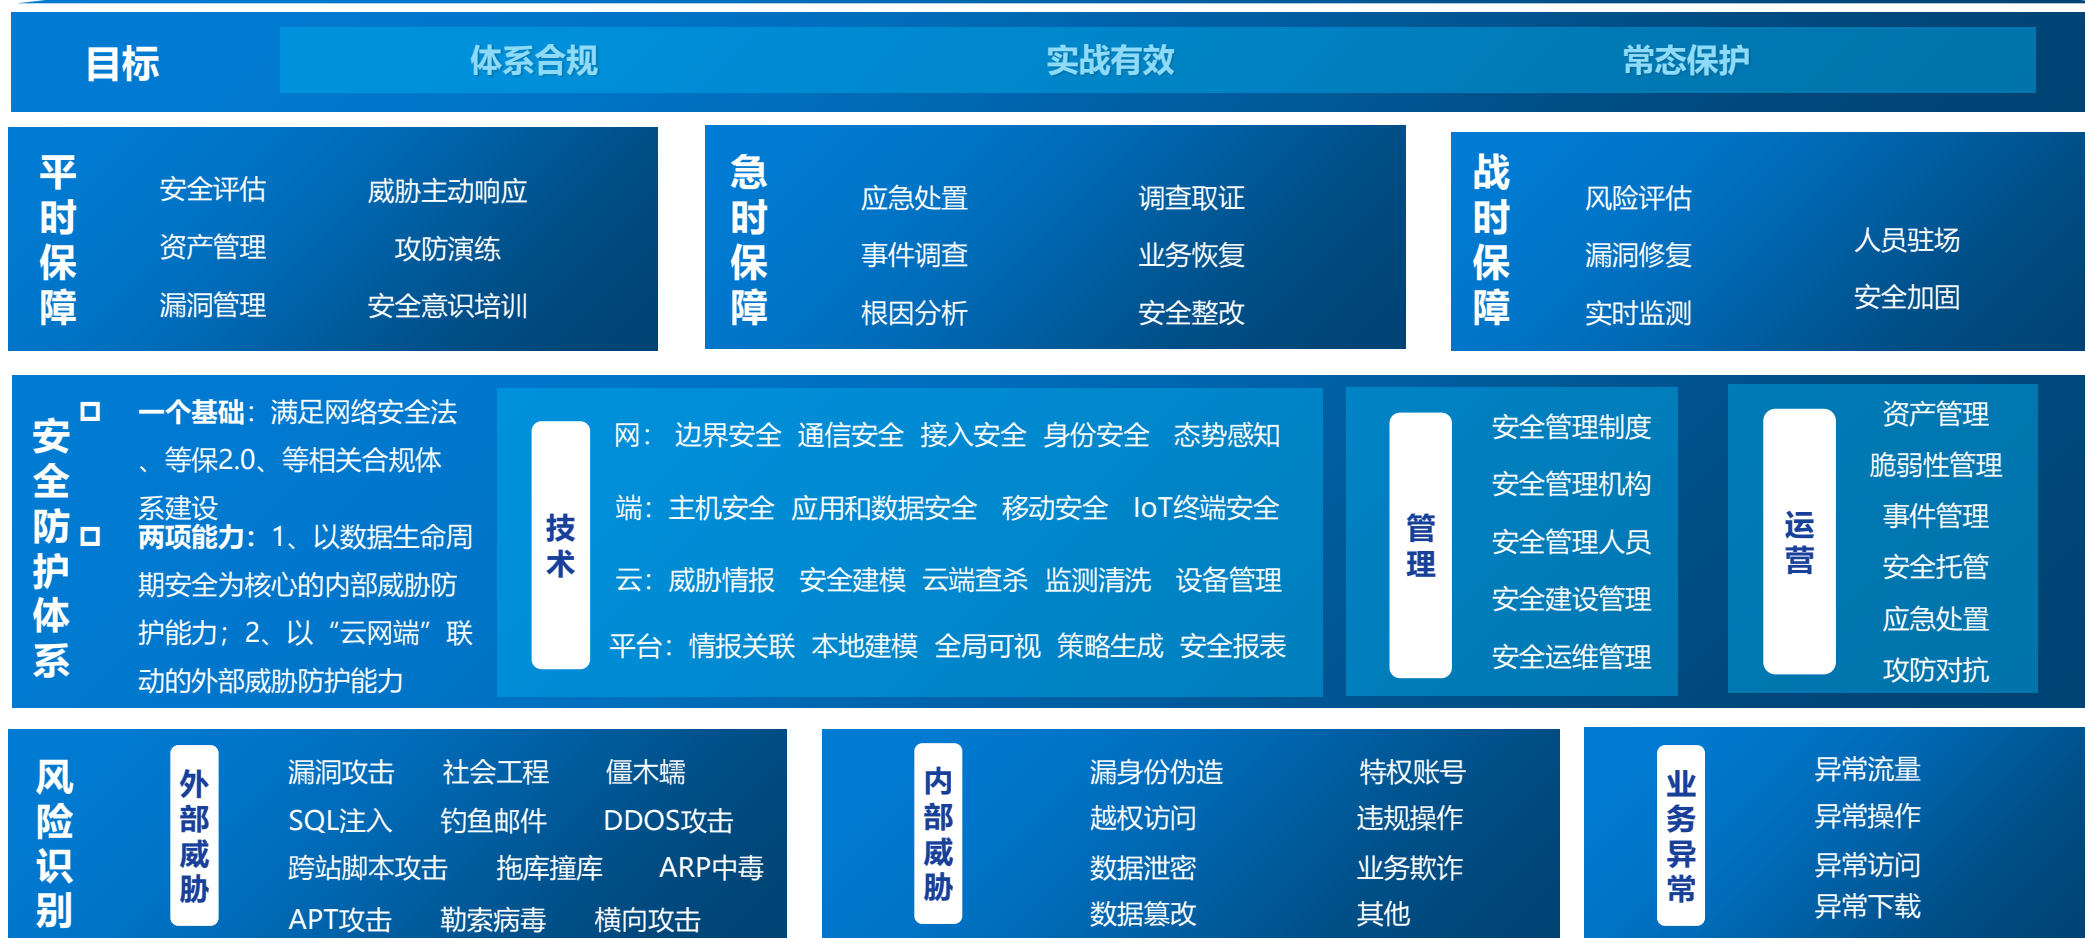 目标
体系合规 实战有效 常态保护
平时保障
安全评估 威胁主动响应
资产管理 攻防演练
漏洞管理 安全意识培训
急时保障
应急处置 调查取证
事件调查 业务恢复
根因分析 安全整改
战时保障
风险评估
漏洞修复
实时监测
人员驻场
安全加固
安全防护体系
一个基础：满足网络安全法
、等保2.0、等相关合规体
系建设
两项能力：1、以数据生命周
期安全为核心的内部威胁防
护能力；2、以“云网端”联
动的外部威胁防护能力
技术
网： 边界安全 通信安全 接入安全 身份安全 态势感知
端：主机安全 应用和数据安全 移动安全 IoT终端安全
云：威胁情报 安全建模 云端查杀 监测清洗 设备管理
平台：情报关联 本地建模 全局可视 策略生成 安全报表
管理
安全管理制度
安全管理机构
安全管理人员
安全建设管理
安全运维管理
运营
资产管理
脆弱性管理
事件管理
安全托管
应急处置
攻防对抗
风险识别
外部威胁
漏洞攻击 社会工程 僵木蠕
SQL注入 钓鱼邮件 DDOS攻击
跨站脚本攻击 拖库撞库 ARP中毒
APT攻击 勒索病毒 横向攻击
内部威胁
漏身份伪造 特权账号
越权访问 违规操作
数据泄密 业务欺诈
数据篡改 其他
业务异常
异常流量
异常操作
异常访问
异常下载